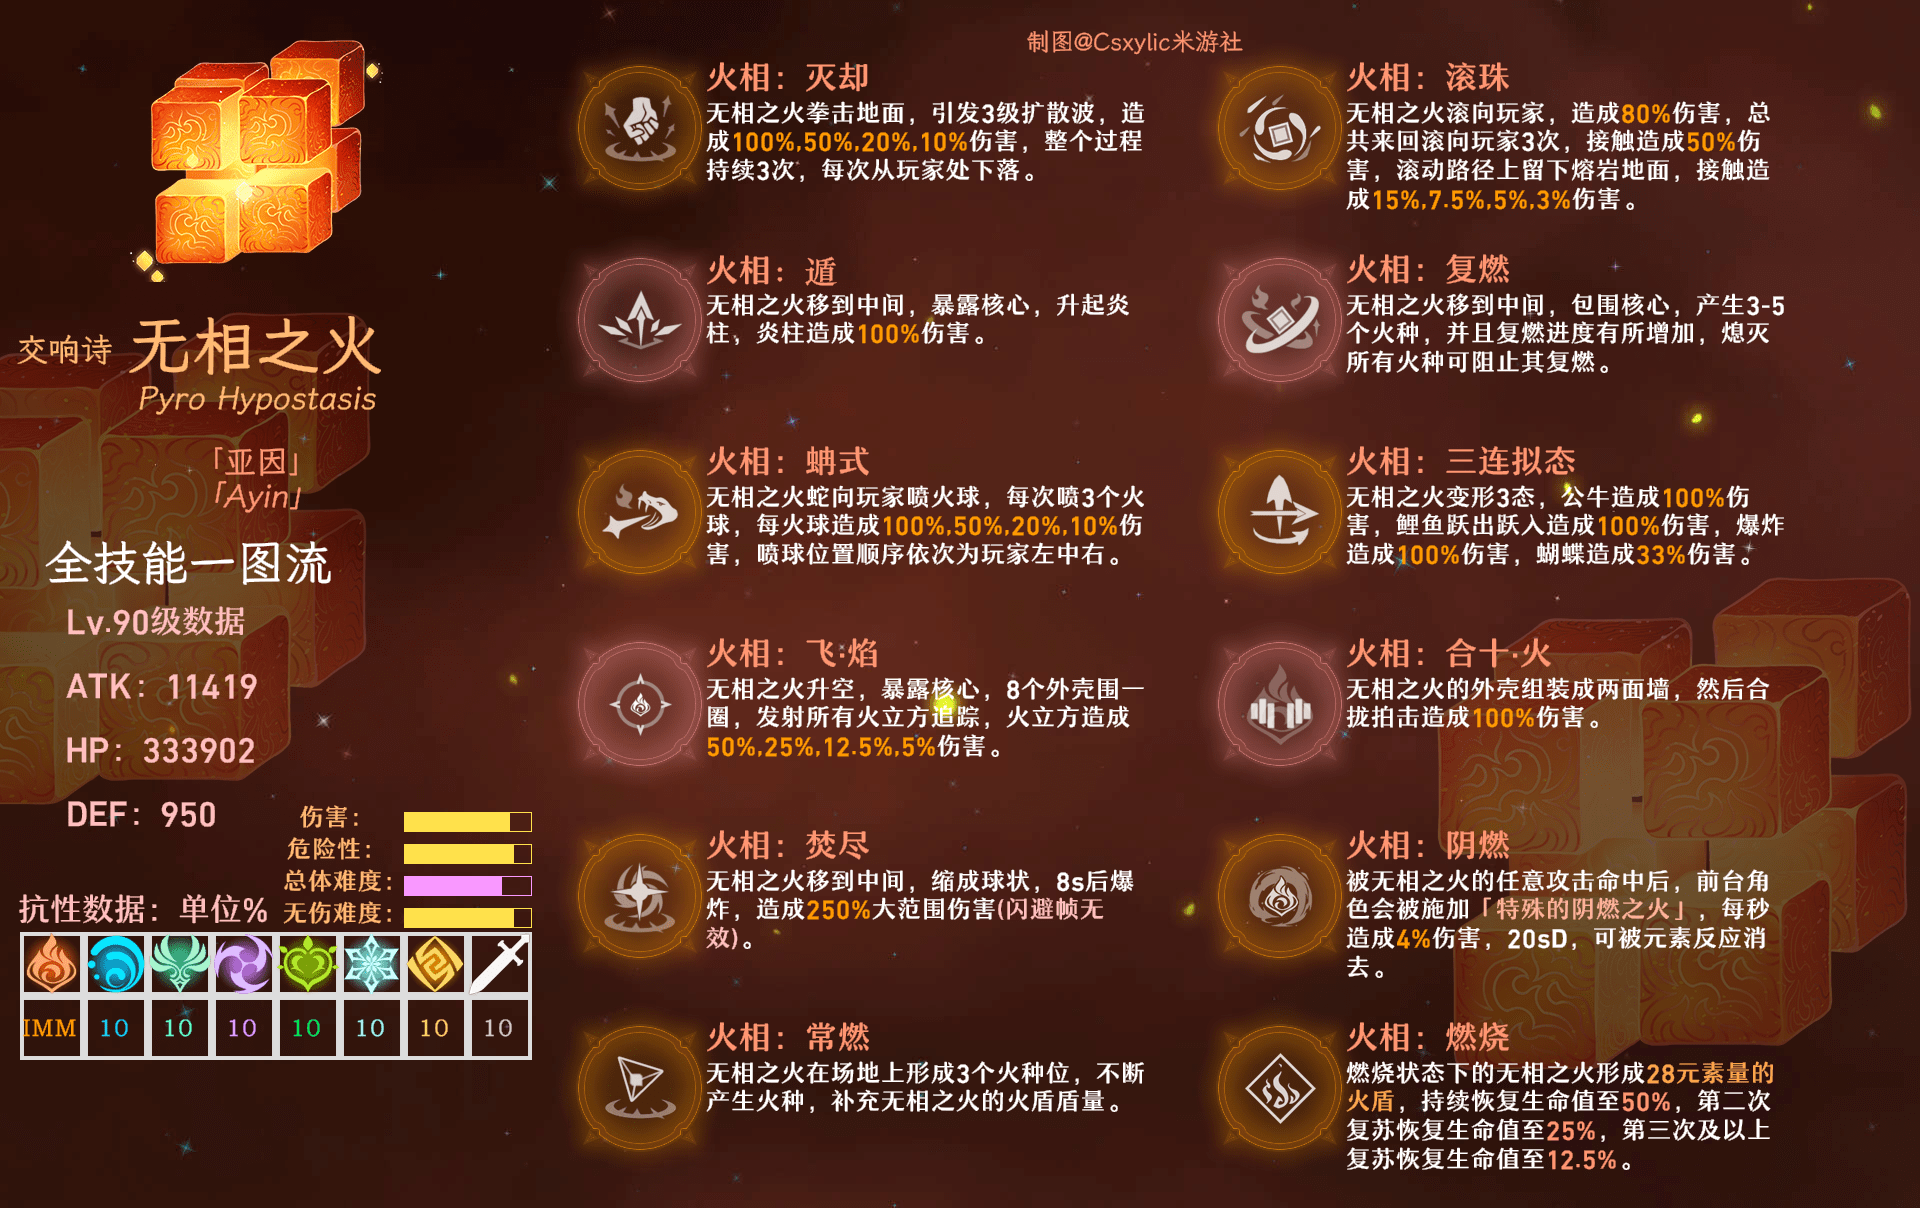 制图@Csxylic米游社
交响诗 无相之火
Pyro Hypostasis
「亚因」
「Ayin」
全技能一图流
Lv.90级数据
ATK：11419
HP：333902
DEF：950
伤害：
危险性：
总体难度：
无伤难度：
抗性数据：单位%
IMM 10 10 10 10 10 10 10
火相：灭却
无相之火拳击地面，引发3级扩散波，造
成100%,50%,20%,10%伤害，整个过程
持续3次，每次从玩家处下落。
火相：遁
无相之火移到中间，暴露核心，升起炎
柱，炎柱造成100%伤害。
火相：蚺式
无相之火蛇向玩家喷火球，每次喷3个火
球，每火球造成100%,50%,20%,10%伤
害，喷球位置顺序依次为玩家左中右。
火相：飞·焰
无相之火升空，暴露核心，8个外壳围一
圈，发射所有火立方追踪，火立方造成
50%,25%,12.5%,5%伤害。
火相：焚尽
无相之火移到中间，缩成球状，8s后爆
炸，造成250%大范围伤害(闪避帧无
效)。
火相：常燃
无相之火在场地上形成3个火种位，不断
产生火种，补充无相之火的火盾盾量。
火相：滚珠
无相之火滚向玩家，造成80%伤害，总
共来回滚向玩家3次，接触造成50%伤
害，滚动路径上留下熔岩地面，接触造
成15%,7.5%,5%,3%伤害。
火相：复燃
无相之火移到中间，包围核心，产生3-5
个火种，并且复燃进度有所增加，熄灭
所有火种可阻止其复燃。
火相：三连拟态
无相之火变形3态，公牛造成100%伤
害，鲤鱼跃出跃入造成100%伤害，爆炸
造成100%伤害，蝴蝶造成33%伤害。
火相：合十·火
无相之火的外壳组装成两面墙，然后合
拢拍击造成100%伤害。
火相：阴燃
被无相之火的任意攻击命中后，前台角
色会被施加「特殊的阴燃之火」，每秒
造成4%伤害，20sD，可被元素反应消
去。
火相：燃烧
燃烧状态下的无相之火形成28元素量的
火盾，持续恢复生命值至50%，第二次
复苏恢复生命值至25%，第三次及以上
复苏恢复生命值至12.5%。